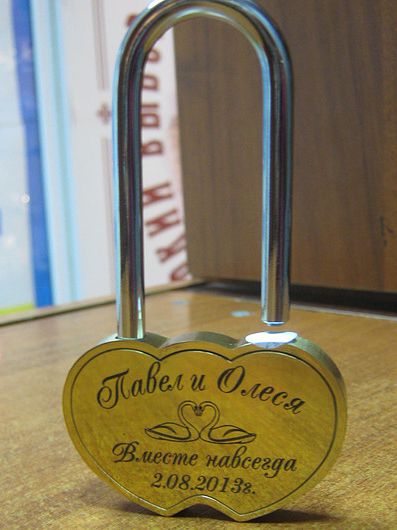 Павел и Олеся
Вместе навсегда
2.08.2013г.